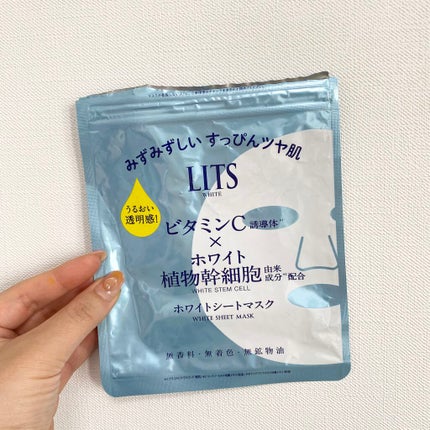 みずみずしい すっぴんツヤ肌
LITS
WHITE
うるおい
透明感!
ビタミンC 誘導体
×
ホワイト
植物幹細胞 由来成分 配合
WHITE STEM CELL
ホワイトシートマスク
WHITE SHEET MASK
無香料・無着色・無鉱物油